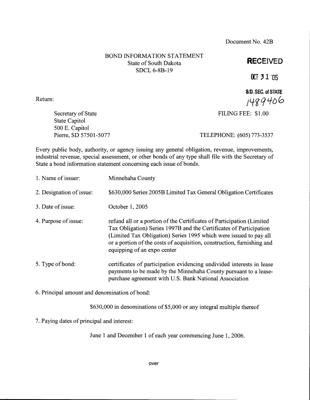 Document No. 42B
BOND INFORMATION STATEMENT
State of South Dakota
SDCL 6-8B-19
RECEIVED
OCT 31 '05
S.D. SEC. of STATE
1489406
Return:
FILING FEE: $1.00
Secretary of State
State Capitol
500 E. Capitol
Pierre, SD 57501-5077
TELEPHONE: (605) 773-3537
Every public body, authority, or agency issuing any general obligation, revenue, improvements,
industrial revenue, special assessment, or other bonds of any type shall file with the Secretary of
State a bond information statement concerning each issue of bonds.
1. Name of issuer: Minnehaha County
2. Designation of issue: $630,000 Series 2005B Limited Tax General Obligation Certificates
3. Date of issue: October 1, 2005
4. Purpose of issue: refund all or a portion of the Certificates of Participation (Limited
Tax Obligation) Series 1997B and the Certificates of Participation
(Limited Tax Obligation) Series 1995 which were issued to pay all
or a portion of the costs of acquisition, construction, furnishing and
equipping of an expo center
5. Type of bond: certificates of participation evidencing undivided interests in lease
payments to be made by the Minnehaha County pursuant to a lease-
purchase agreement with U.S. Bank National Association
6. Principal amount and denomination of bond:
$630,000 in denominations of $5,000 or any integral multiple thereof
7. Paying dates of principal and interest:
June 1 and December 1 of each year commencing June 1, 2006.
over